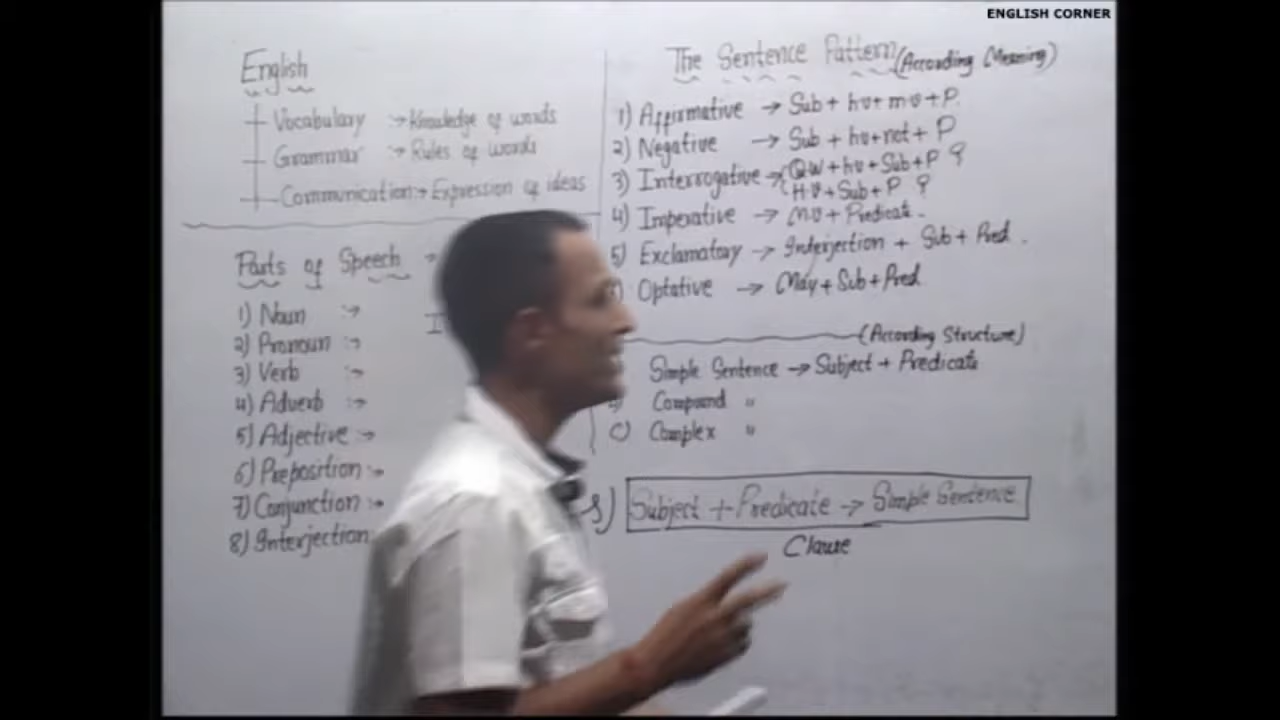 ENGLISH CORNER
English
Vocabulary :→ Knowledge of words
Grammar :→ Rules of words
Communication :→ Expression of ideas
Parts of Speech
1) Noun :→
2) Pronoun :→
3) Verb :→
4) Adverb :→
5) Adjective :→
6) Preposition :→
7) Conjunction :→
8) Interjection
The Sentence Pattern (According Meaning)
1) Affirmative → Sub + hv + mv + P.
2) Negative → Sub + hv + not + P
3) Interrogative → QW + hv + Sub + P ?
H.V + Sub + P ?
4) Imperative → mv + Predicate.
5) Exclamatory → Interjection + Sub + Pred.
Optative → May + Sub + Pred.
(According Structure)
Simple Sentence → Subject + Predicate
Compound "
c) Complex "
Subject + Predicate → Simple Sentence
Clause